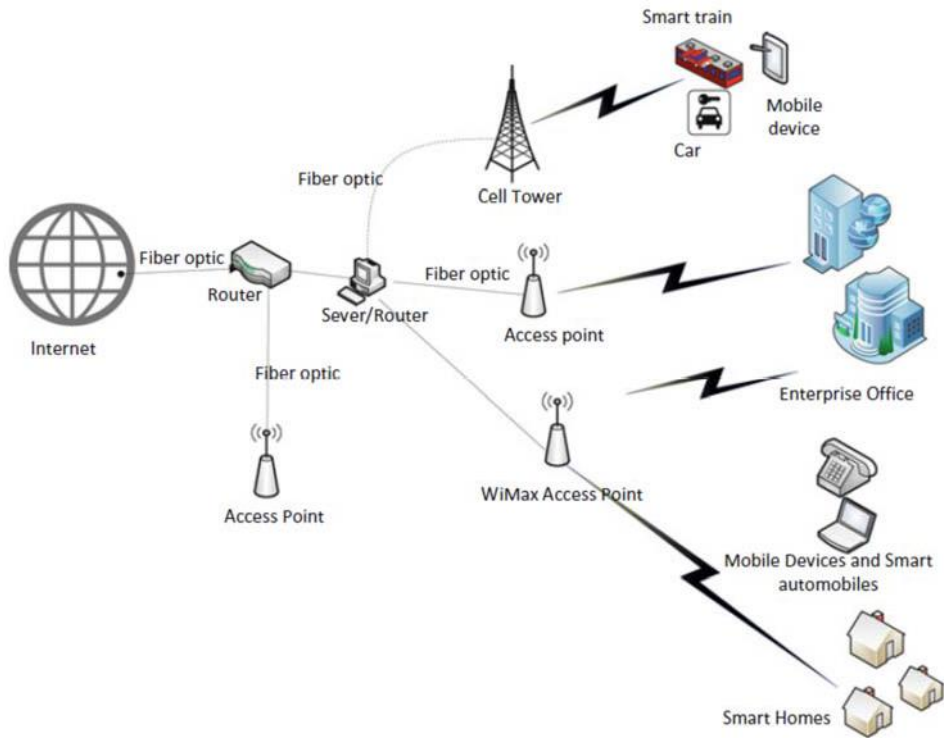 Smart train
Mobile
device
Car
Fiber optic
Cell Tower
Fiber optic
Fiber optic
Router
Sever/Router
Access point
Internet
Fiber optic
Enterprise Office
WiMax Access Point
Access Point
Mobile Devices and Smart
automobiles
Smart Homes